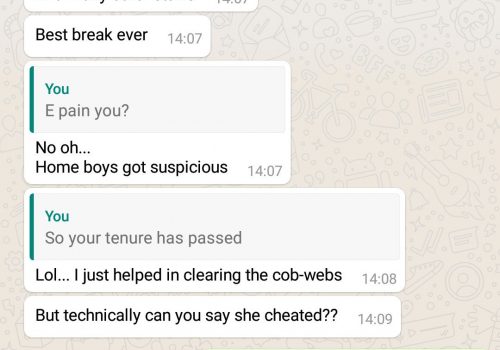 14:07
Best break ever 14:07
You
E pain you?
No oh...
Home boys got suspicious 14:07
You
So your tenure has passed
Lol... I just helped in clearing the cob-webs 14:08
But technically can you say she cheated?? 14:09